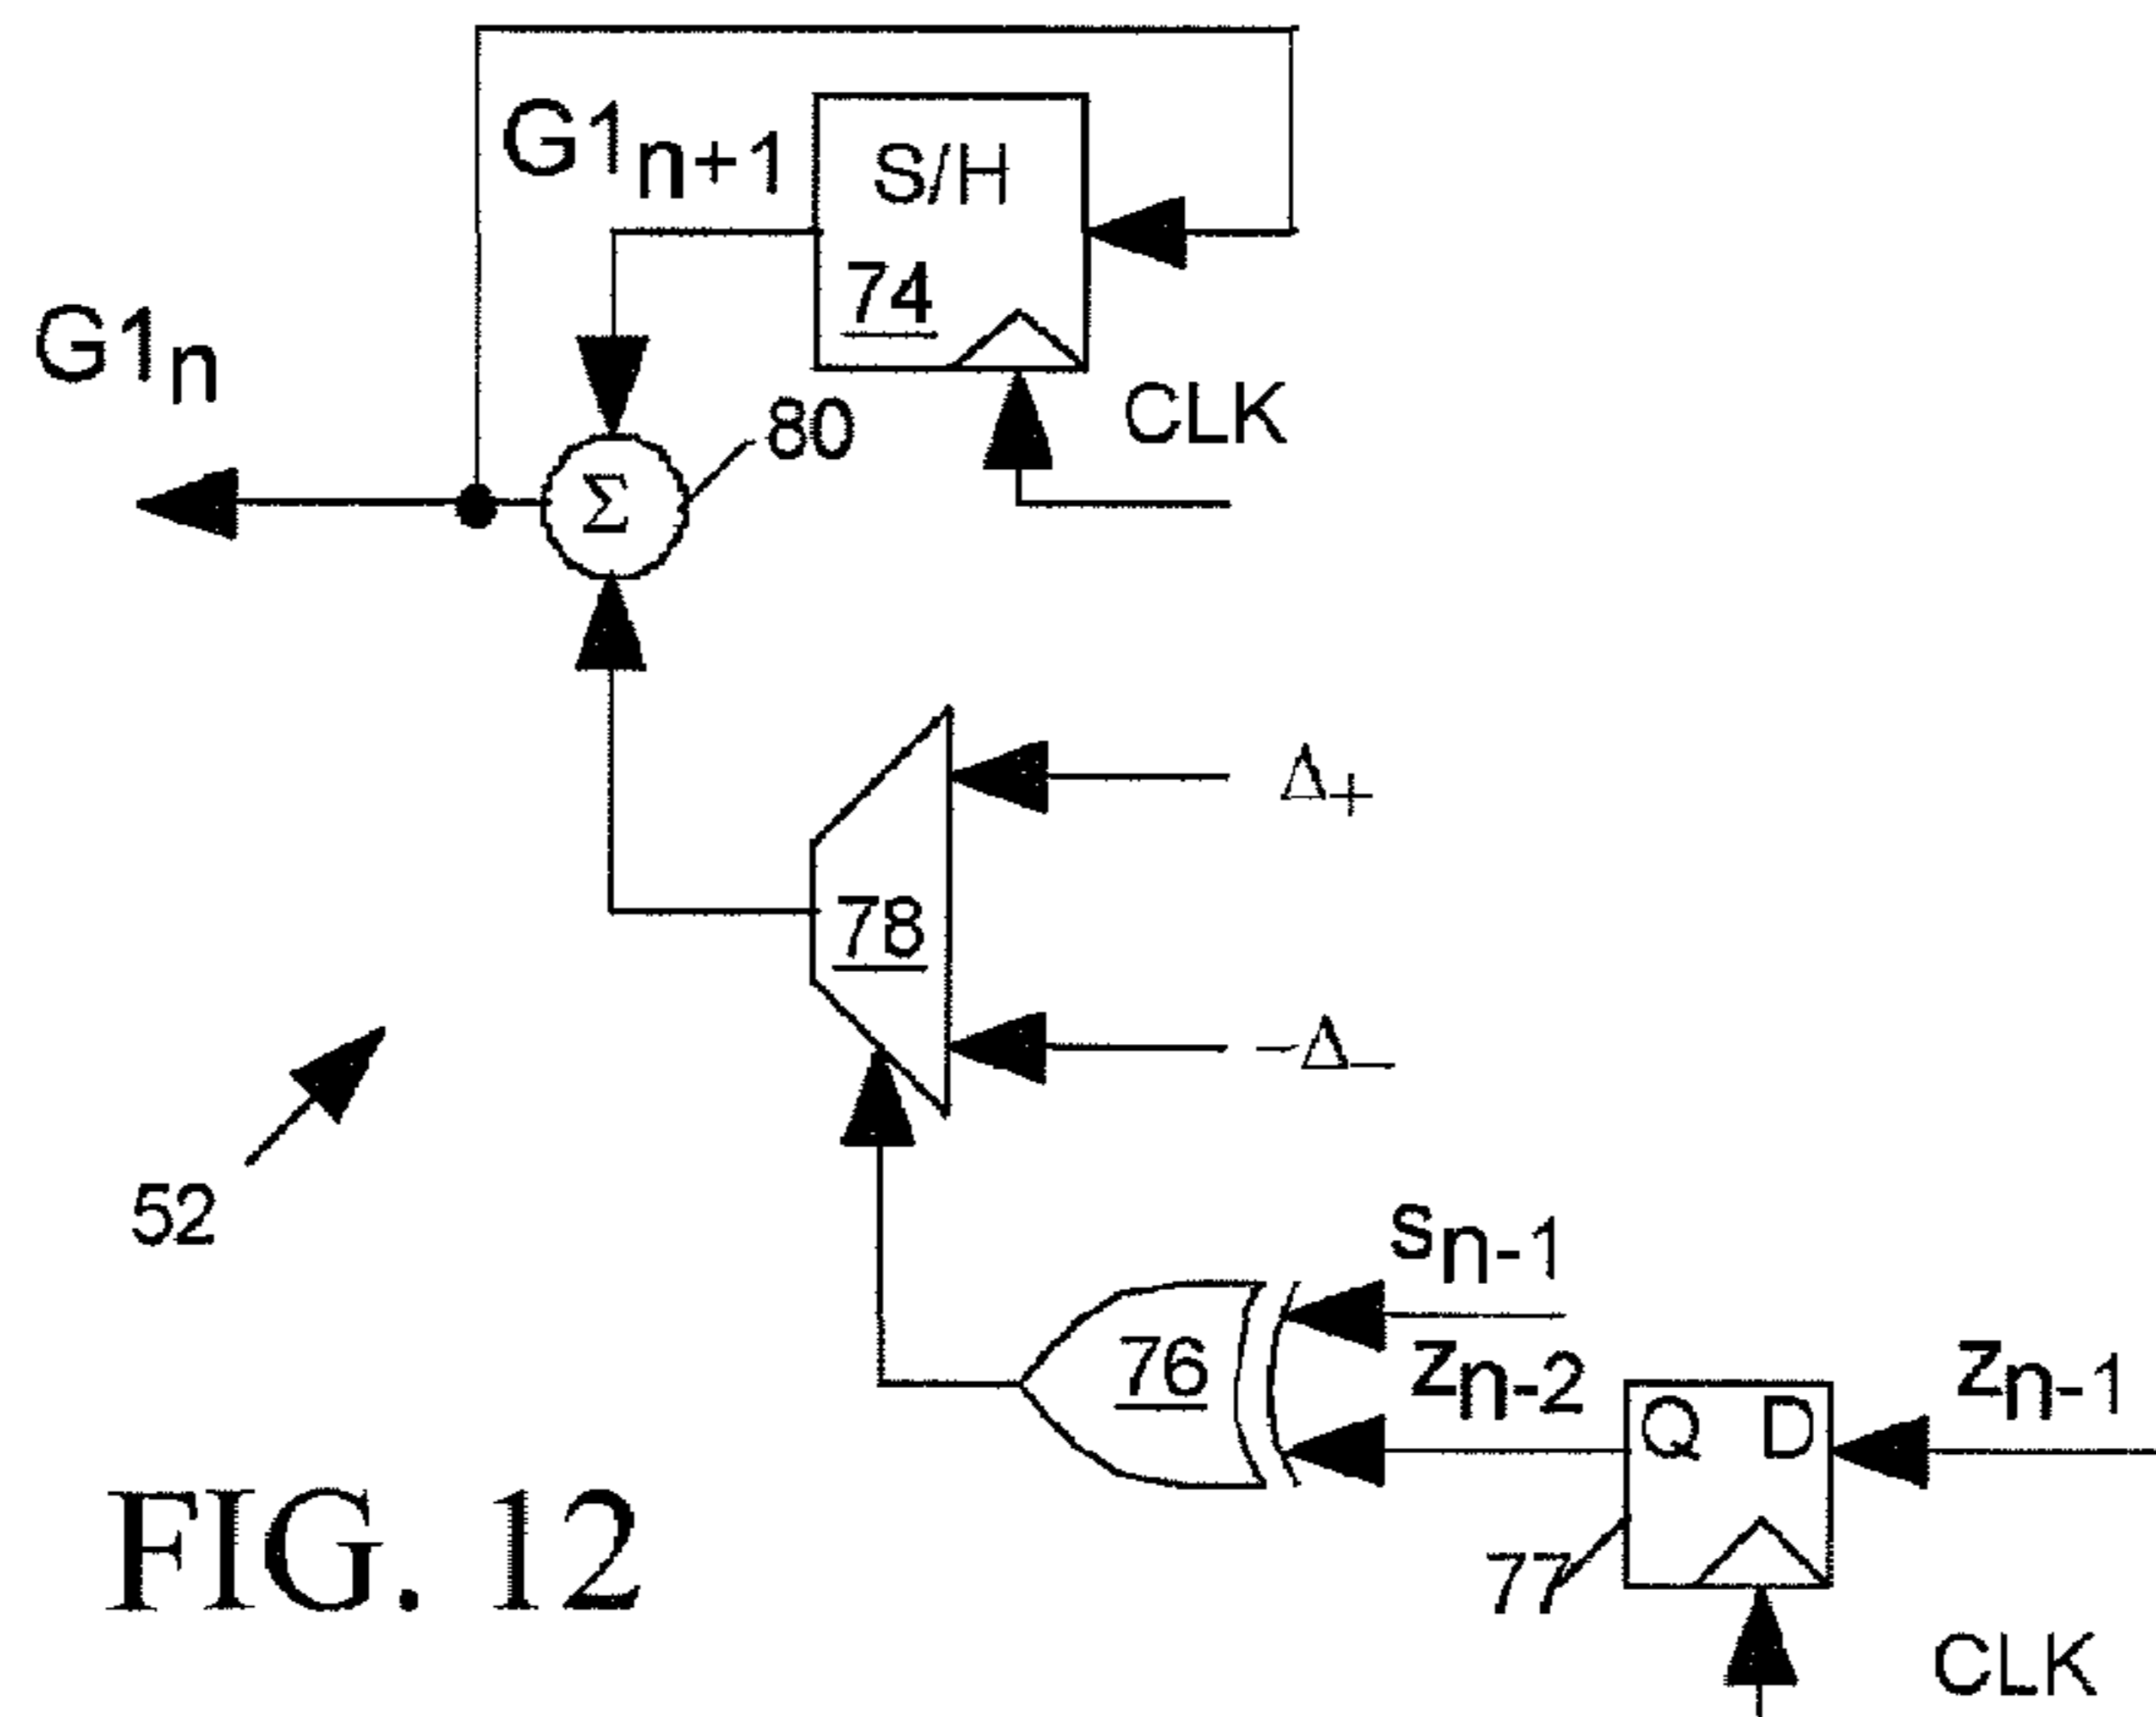 G1n+1
S/H
74
G1n
CLK
80
Σ
Δ+
78
-Δ-
52
sn-1
76
zn-2
zn-1
Q D
77
CLK
FIG. 12